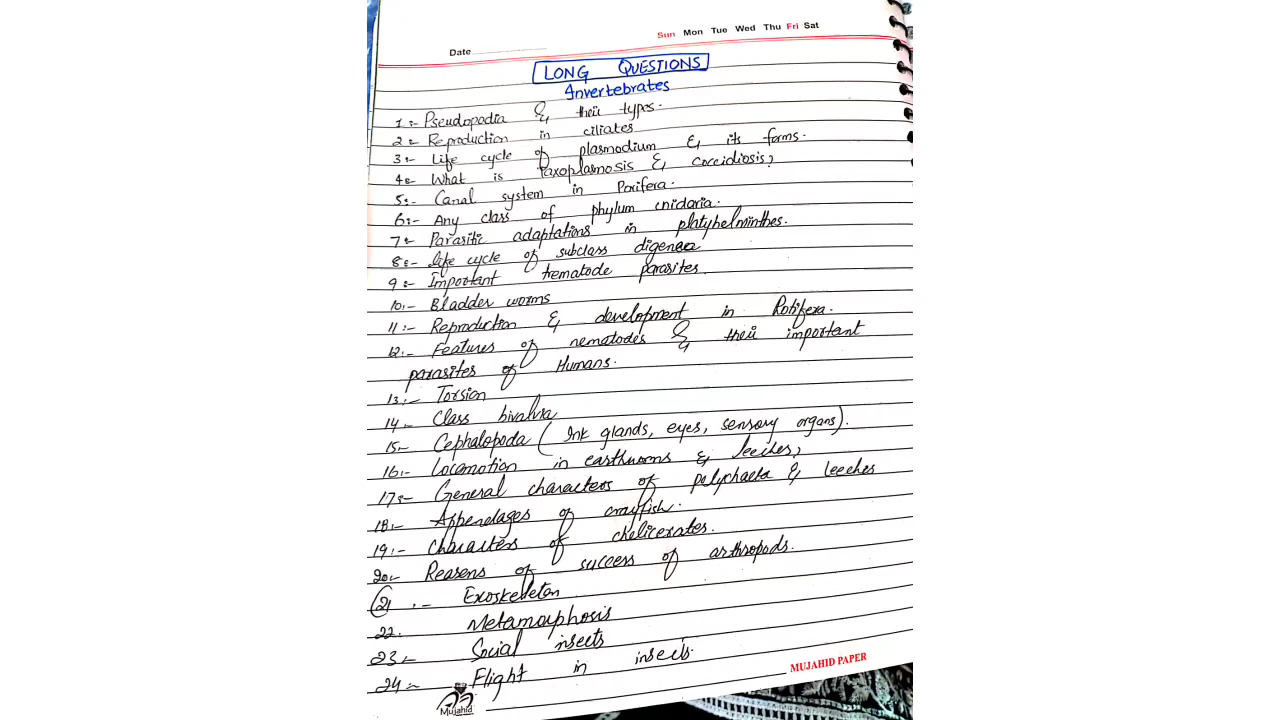 Sun Mon Tue Wed Thu Fri Sat
Date
LONG QUESTIONS
Invertebrates
1:- Pseudopodia & their types.
2:- Reproduction in ciliates
3:- Life cycle of plasmodium & its forms.
4:- What is Taxoplasmosis & coccidiosis?
5:- Canal system in Porifera.
6:- Any class of phylum cnidaria.
7:- Parasitic adaptations in platyhelminthes.
8:- life cycle of subclass digenea
9:- Important trematode parasites.
10:- Bladder worms
11:- Reproduction & development in Rotifera.
12:- Features of nematodes & their important
parasites of Humans.
13:- Torsion
14:- Class bivalvia
15:- Cephalopoda (Ink glands, eyes, sensory organs).
16:- Locomotion in earthworms & leeches,
17:- General characters of polychaeta & leeches
18:- Appendages of crayfish.
19:- Characters of chelicerates.
20:- Reasens of success of arthropods.
21:- Exoskeleton
22. Metamorphosis
23:- Social insects
24:- Flight in insects.
MUJAHID PAPER
Mujahid